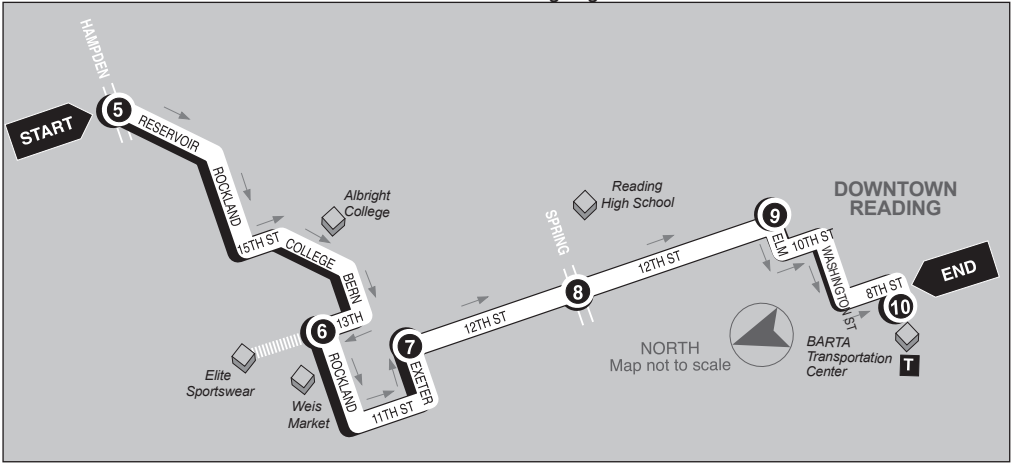 HAMPDEN
START
5
RESERVOIR
ROCKLAND
15TH ST
COLLEGE
Albright
College
BERN
13TH
6
Elite
Sportswear
Weis
Market
ROCKLAND
11TH ST
EXETER
7
12TH ST
SPRING
8
Reading
High School
12TH ST
9
ELM
10TH ST
WASHINGTON ST
8TH ST
10
DOWNTOWN
READING
END
NORTH
Map not to scale
BARTA
Transportation
Center
T